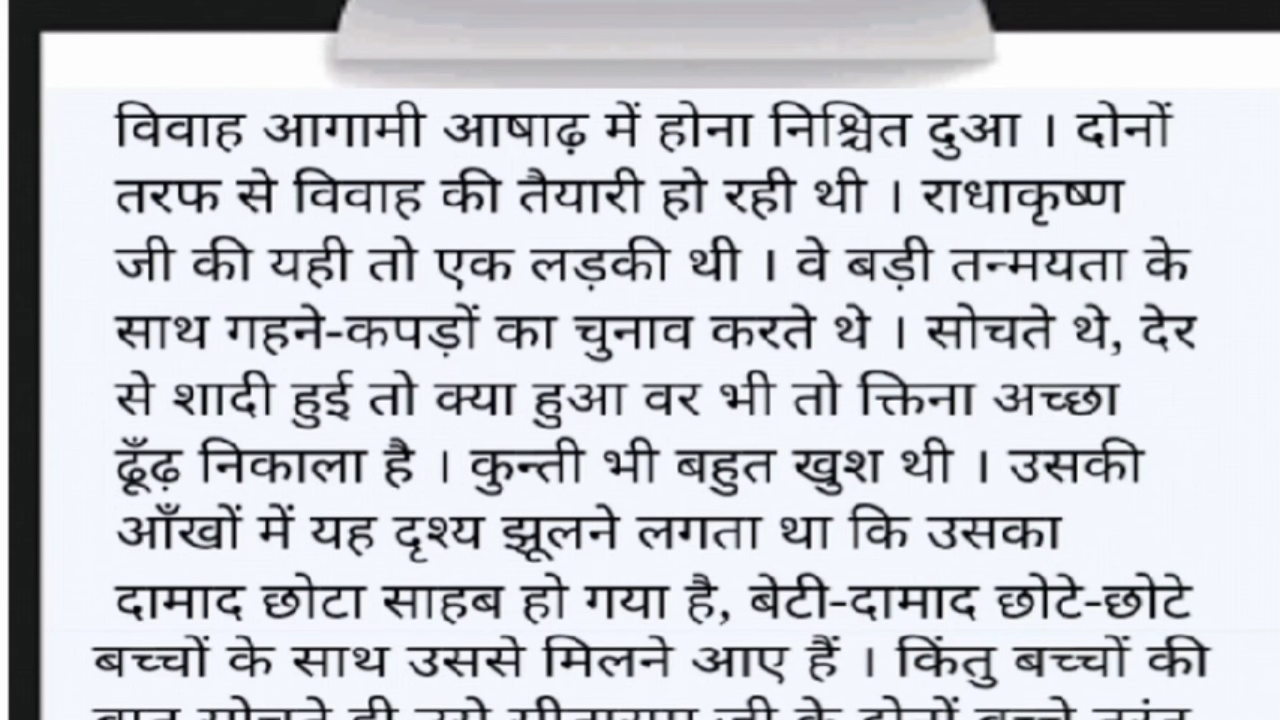 विवाह आगामी आषाढ़ में होना निश्चित दुआ । दोनों
तरफ से विवाह की तैयारी हो रही थी । राधाकृष्ण
जी की यही तो एक लड़की थी । वे बड़ी तन्मयता के
साथ गहने-कपड़ों का चुनाव करते थे । सोचते थे, देर
से शादी हुई तो क्या हुआ वर भी तो क्तिना अच्छा
ढूँढ़ निकाला है । कुन्ती भी बहुत खुश थी । उसकी
आँखों में यह दृश्य झूलने लगता था कि उसका
दामाद छोटा साहब हो गया है, बेटी-दामाद छोटे-छोटे
बच्चों के साथ उससे मिलने आए हैं । किंतु बच्चों की